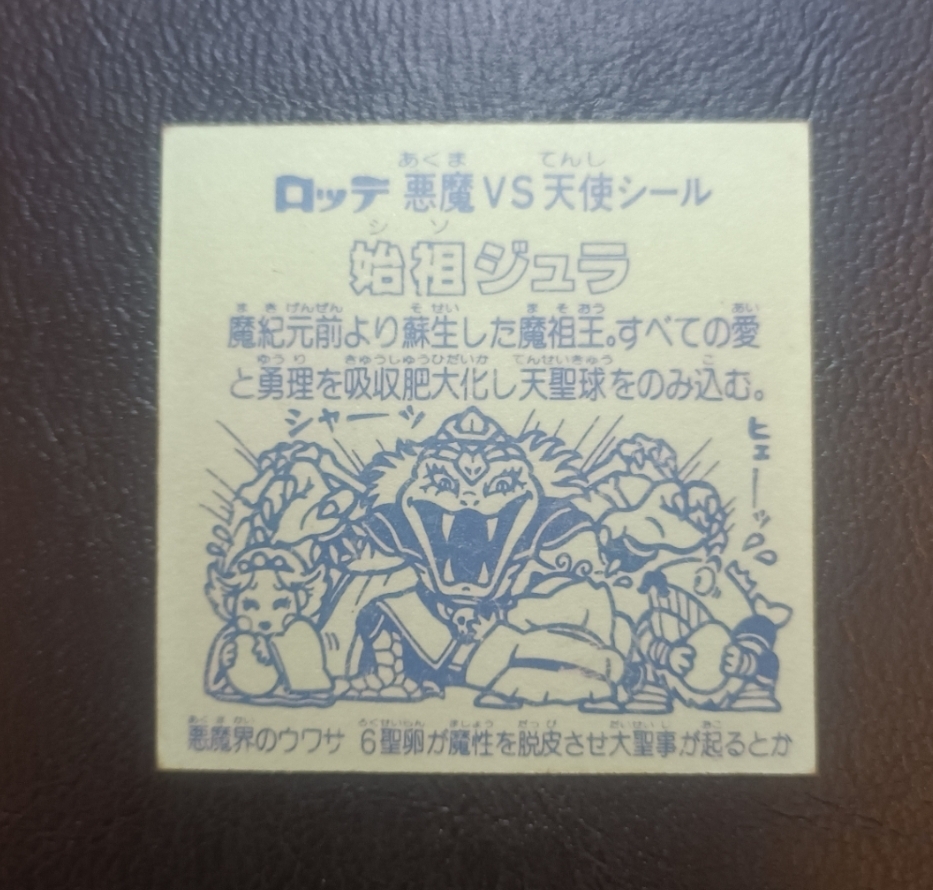 あくま てんし
ロッテ 悪魔VS天使シール
シソ
始祖ジュラ
まきげんぜん そせい まそおう あい
魔紀元前より蘇生した魔祖王。すべての愛
ゆうり きゅうしゅうひだいか てんせいきゅう こ
と勇理を吸収肥大化し天聖球をのみ込む。
シャーッ
ヒェーッ
あくまかい ろくせいらん ましょう だっぴ だいせいじ おこ
悪魔界のウワサ 6聖卵が魔性を脱皮させ大聖事が起るとか